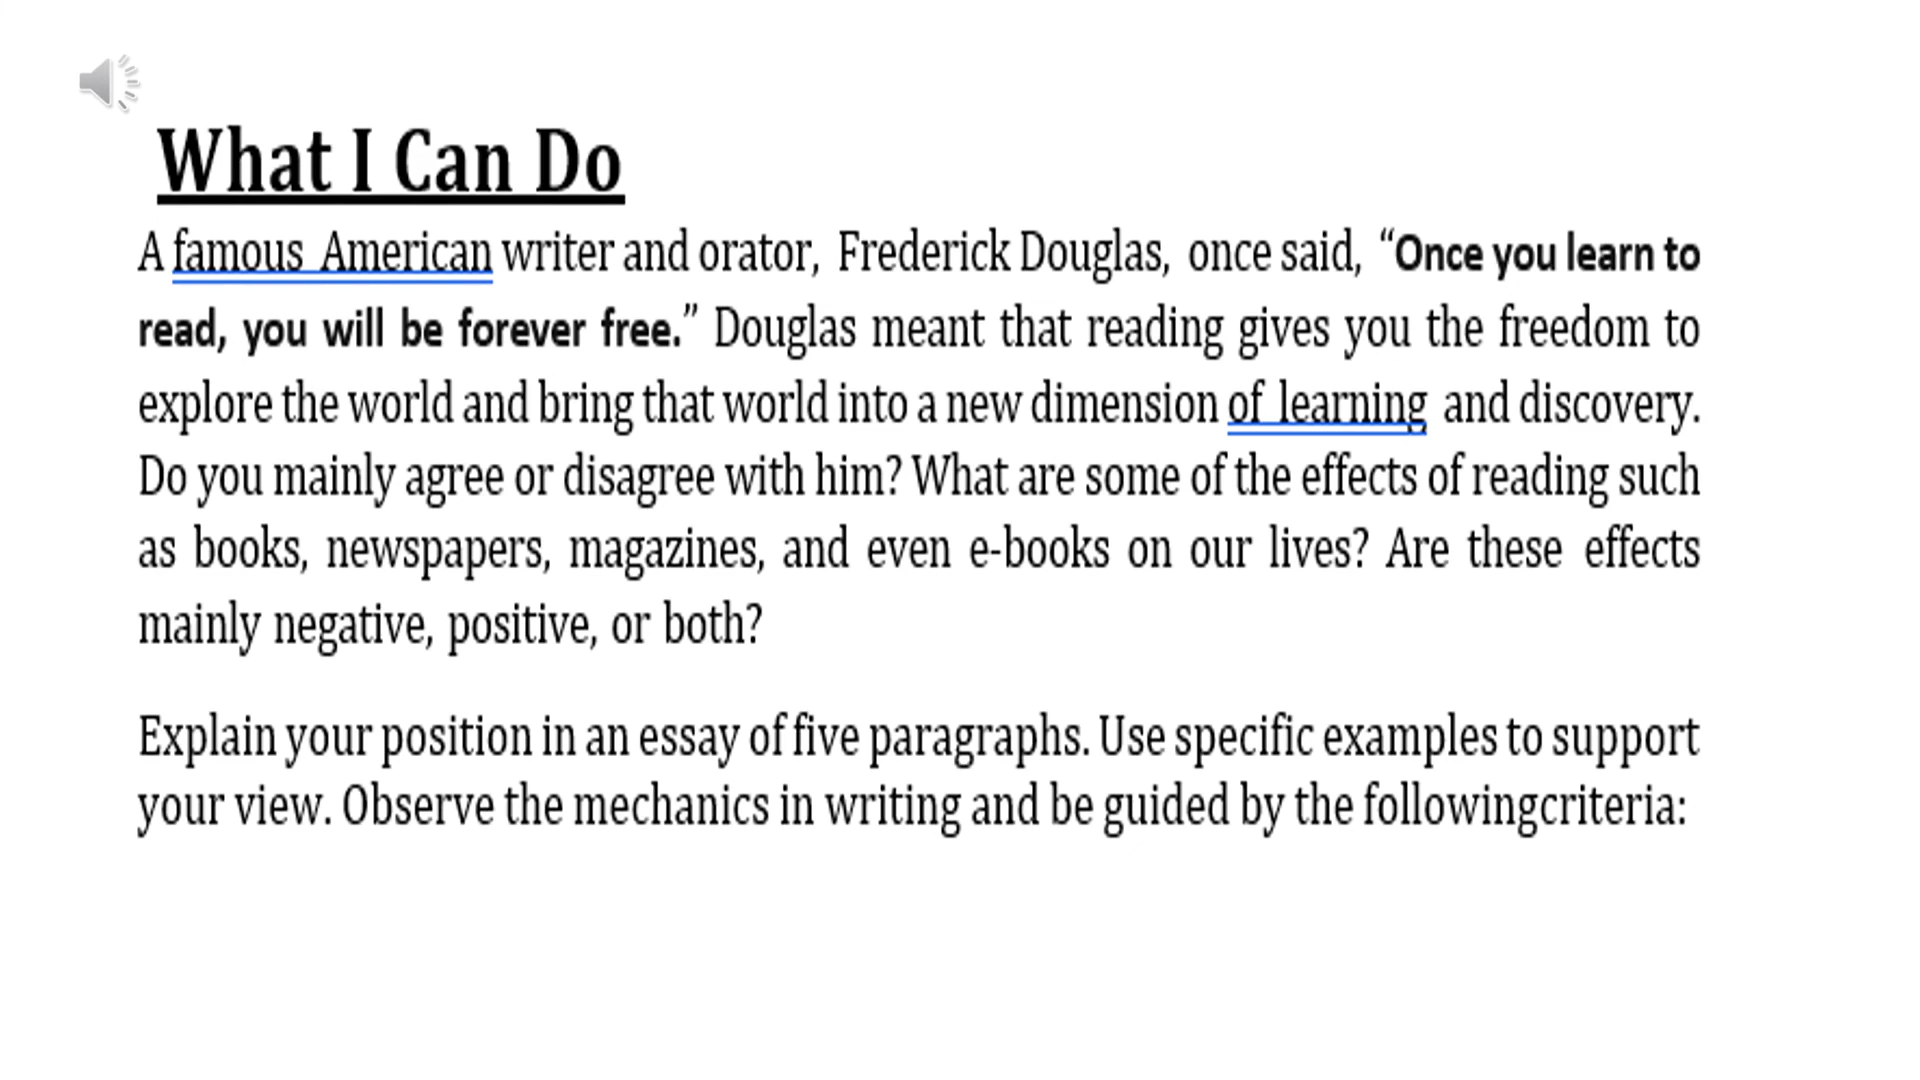 What I Can Do
A famous American writer and orator, Frederick Douglas, once said, “Once you learn to
read, you will be forever free.” Douglas meant that reading gives you the freedom to
explore the world and bring that world into a new dimension of learning and discovery.
Do you mainly agree or disagree with him? What are some of the effects of reading such
as books, newspapers, magazines, and even e-books on our lives? Are these effects
mainly negative, positive, or both?
Explain your position in an essay of five paragraphs. Use specific examples to support
your view. Observe the mechanics in writing and be guided by the followingcriteria: